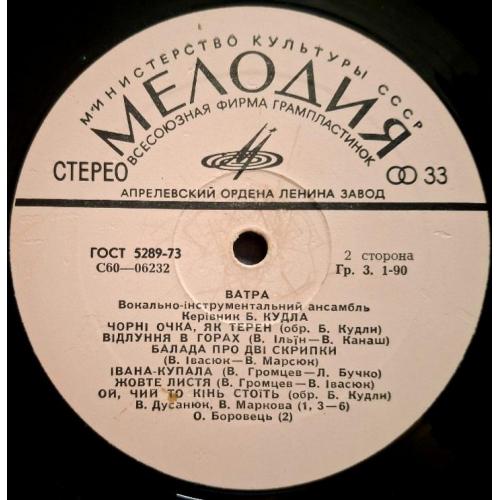 МИНИСТЕРСТВО КУЛЬТУРЫ СССР
МЕЛОДИЯ
ВСЕСОЮЗНАЯ ФИРМА ГРАМПЛАСТИНОК
СТЕРЕО 33
АПРЕЛЕВСКИЙ ОРДЕНА ЛЕНИНА ЗАВОД
ГОСТ 5289-73 2 сторона
С60—06232 Гр. 3. 1-90
ВАТРА
Вокально-інструментальний ансамбль
Керівник Б. КУДЛА
ЧОРНІ ОЧКА, ЯК ТЕРЕН (обр. Б. Кудли)
ВІДЛУННЯ В ГОРАХ (В. Ільїн—В. Канаш)
БАЛАДА ПРО ДВІ СКРИПКИ
(В. Івасюк—В. Марсюк)
ІВАНА-КУПАЛА (В. Громцев—Л. Бучко)
ЖОВТЕ ЛИСТЯ (В. Громцев—В. Івасюк)
ОЙ, ЧИЙ ТО КІНЬ СТОЇТЬ (обр. Б. Кудли)
В. Дусанюк, В. Маркова (1, 3—6)
О. Боровець (2)